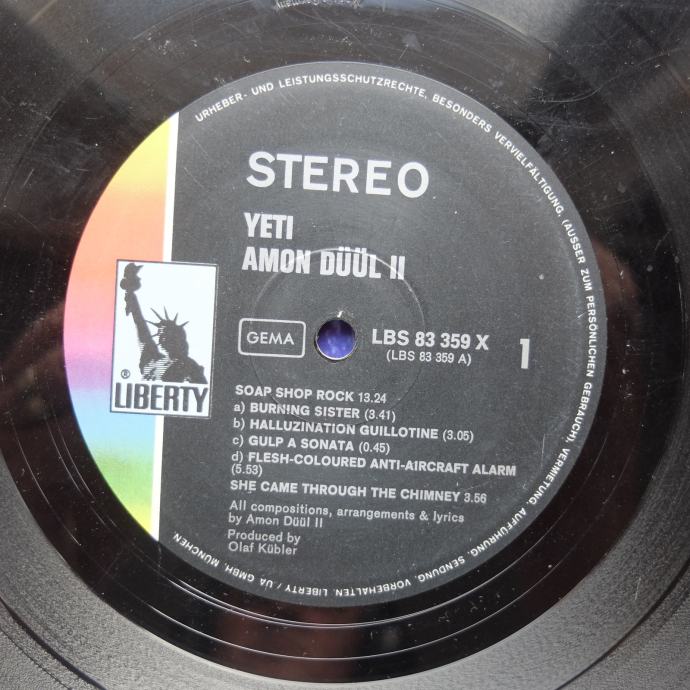 URHEBER- UND LEISTUNGSSCHUTZRECHTE, BESONDERS VERVIELFÄLTIGUNG, (AUSSER ZUM PERSÖNLICHEN GEBRAUCH), VERMIETUNG, AUFFÜHRUNG, SENDUNG, VORBEHALTEN. LIBERTY / UA GMBH, MÜNCHEN
STEREO
YETI
AMON DÜÜL II
GEMA
LBS 83 359 X
(LBS 83 359 A)
1
® LIBERTY
SOAP SHOP ROCK 13.24
a) BURNING SISTER (3.41)
b) HALLUZINATION GUILLOTINE (3.05)
c) GULP A SONATA (0.45)
d) FLESH-COLOURED ANTI-AIRCRAFT ALARM
(5.53)
SHE CAME THROUGH THE CHIMNEY 3.56
All compositions, arrangements & lyrics
by Amon Düül II
Produced by
Olaf Kübler